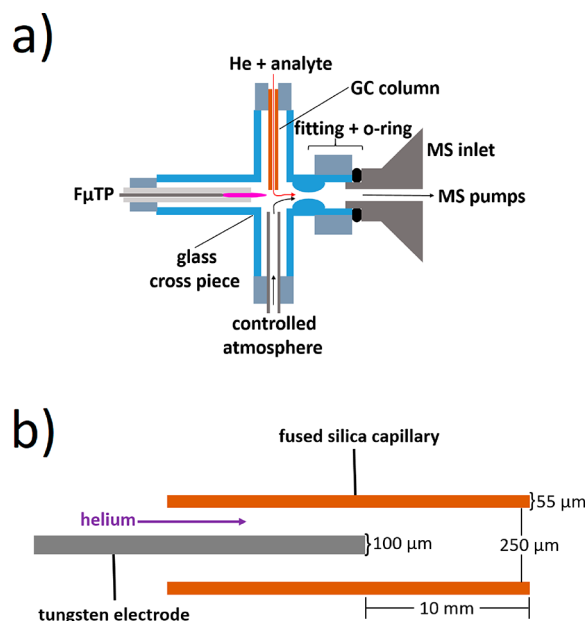 a)
He + analyte
GC column
fitting + o-ring
MS inlet
FµTP
MS pumps
glass
cross piece
controlled
atmosphere
b)
fused silica capillary
55 µm
helium
100 µm
250 µm
10 mm
tungsten electrode